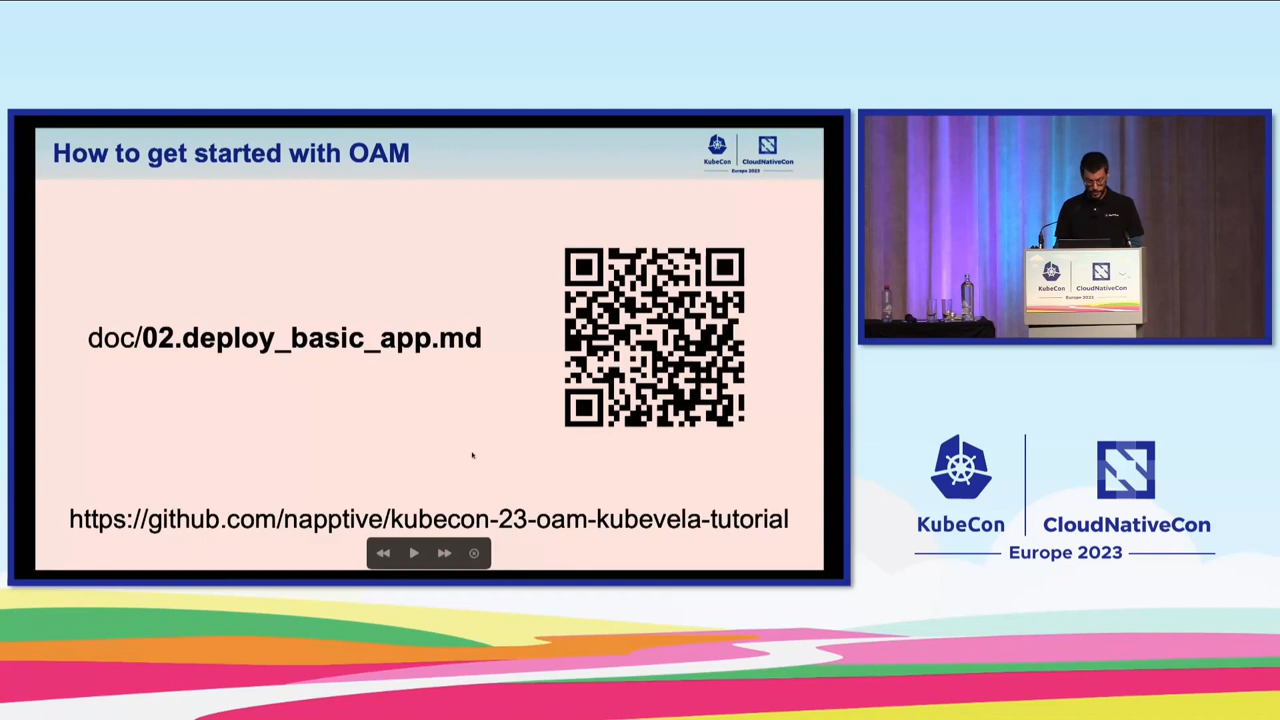 How to get started with OAM
KubeCon
CloudNativeCon
Europe 2023
doc/02.deploy_basic_app.md
https://github.com/napptive/kubecon-23-oam-kubevela-tutorial
KubeCon
CloudNativeCon
Europe 2023
KubeCon
CloudNativeCon
Europe 2023